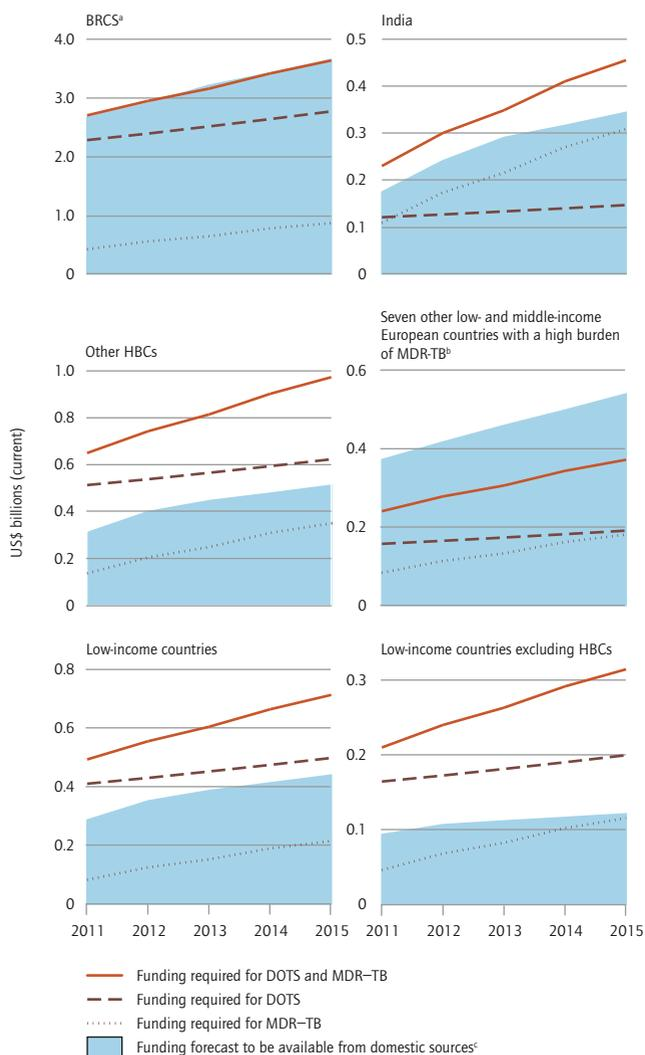 BRCSᵃ
4.0
3.0
2.0
1.0
0
India
0.5
0.4
0.3
0.2
0.1
0
US$ billions (current)
Other HBCs
1.0
0.8
0.6
0.4
0.2
0
Seven other low- and middle-income
European countries with a high burden
of MDR-TBᵇ
0.6
0.4
0.2
0
Low-income countries
0.8
0.6
0.4
0.2
0
2011 2012 2013 2014 2015
Low-income countries excluding HBCs
0.3
0.2
0.1
0
2011 2012 2013 2014 2015
Funding required for DOTS and MDR–TB
Funding required for DOTS
Funding required for MDR–TB
Funding forecast to be available from domestic sourcesᶜ